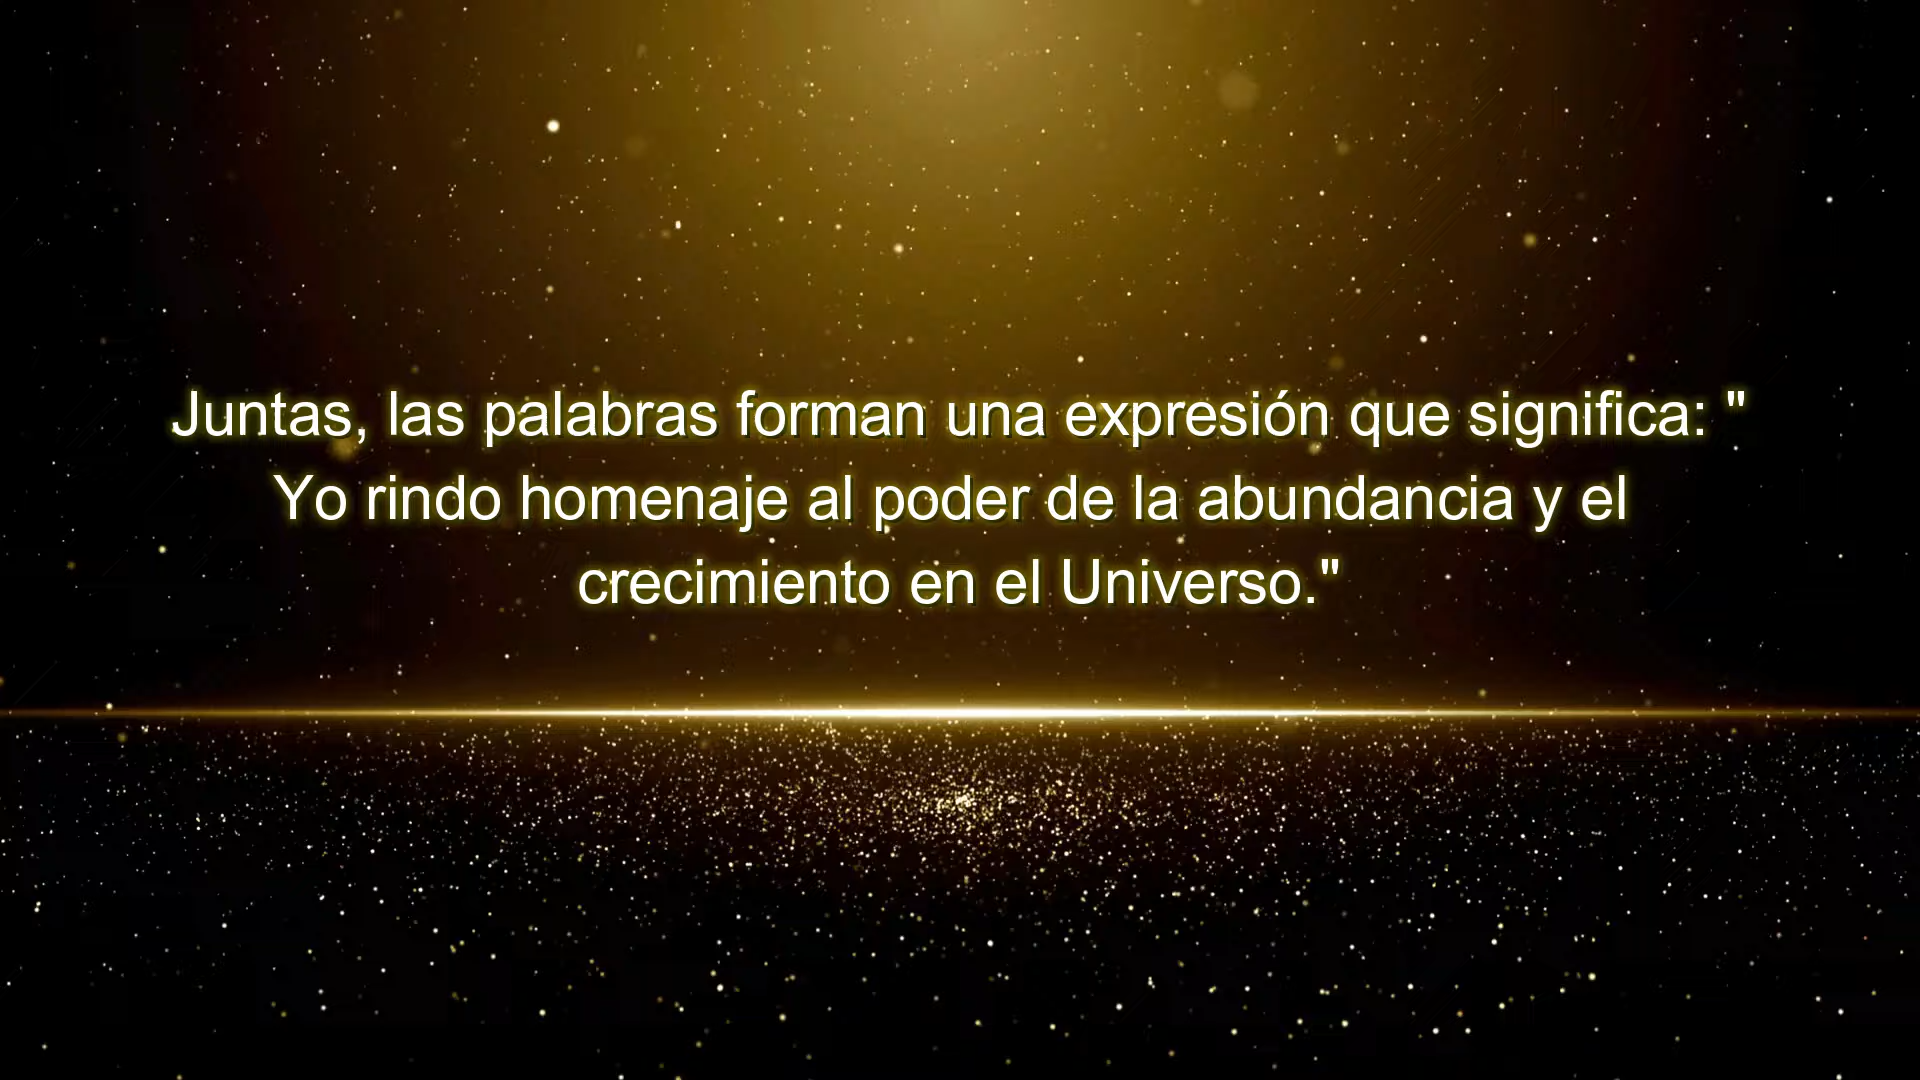 Juntas, las palabras forman una expresión que significa: "
Yo rindo homenaje al poder de la abundancia y el
crecimiento en el Universo."